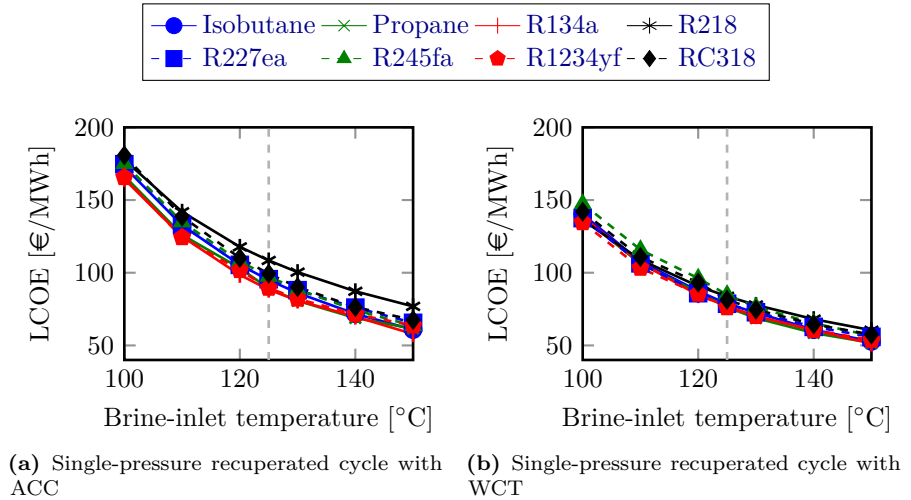 Isobutane Propane R134a R218
R227ea R245fa R1234yf RC318
200
150
100
50
100 120 140
LCOE [€/MWh]
Brine-inlet temperature [°C]
(a) Single-pressure recuperated cycle with
ACC
200
150
100
50
100 120 140
LCOE [€/MWh]
Brine-inlet temperature [°C]
(b) Single-pressure recuperated cycle with
WCT